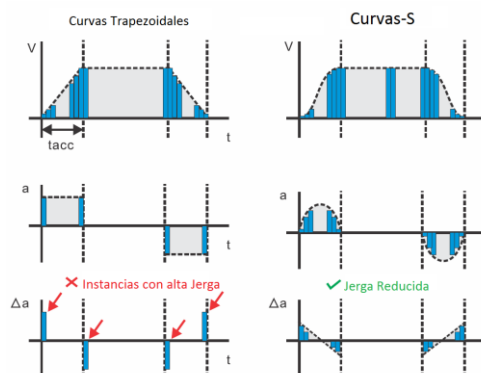 Curvas Trapezoidales
Curvas-S
V
V
tacc
t
t
a
a
t
t
✗ Instancias con alta Jerga
✓ Jerga Reducida
Δa
Δa
t
t